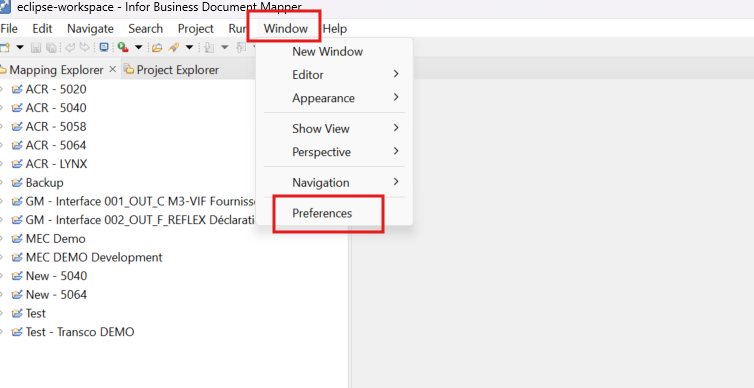 eclipse-workspace - Infor Business Document Mapper
File Edit Navigate Search Project Run Window Help
Mapping Explorer × Project Explorer
ACR - 5020
ACR - 5040
ACR - 5058
ACR - 5064
ACR - LYNX
Backup
GM - Interface 001_OUT_C M3-VIF Fourniss
GM - Interface 002_OUT_F_REFLEX Déclarati
MEC Demo
MEC DEMO Development
New - 5040
New - 5064
Test
Test - Transco DEMO
New Window
Editor
Appearance
Show View
Perspective
Navigation
Preferences